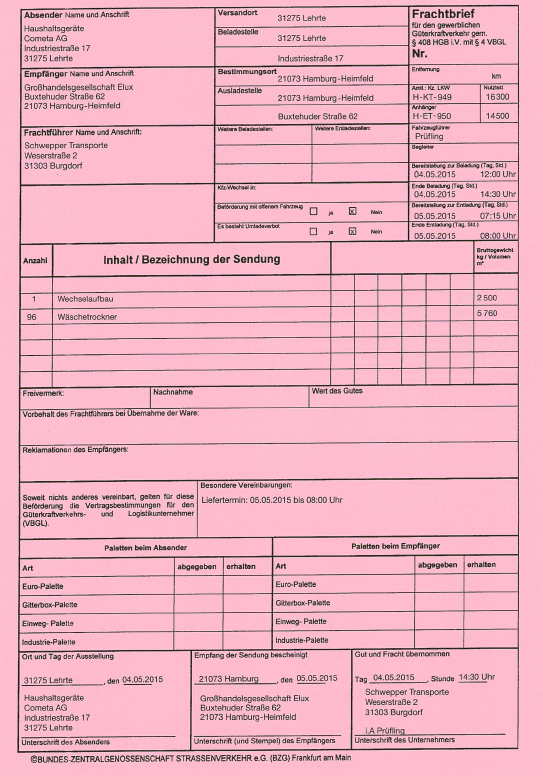 Absender Name und Anschrift
Haushaltsgeräte
Cometa AG
Industriestraße 17
31275 Lehrte
Versandort
31275 Lehrte
Beladestelle
31275 Lehrte
Industriestraße 17
Frachtbrief
für den gewerblichen
Güterkraftverkehr gem.
§ 408 HGB i.V. mit § 4 VBGL
Nr.
Empfänger Name und Anschrift
Großhandelsgesellschaft Elux
Buxtehuder Straße 62
21073 Hamburg-Heimfeld
Bestimmungsort
21073 Hamburg-Heimfeld
Ausladestelle
21073 Hamburg-Heimfeld
Buxtehuder Straße 62
Entfernung
km
Amtl.: Kz. LKW Nutzlast
H-KT-949 16300
Anhänger
H-ET-950 14500
Frachtführer Name und Anschrift:
Schwepper Transporte
Weserstraße 2
31303 Burgdorf
Weitere Beladestellen: Weitere Entladestellen:
Fahrzeugführer
Prüfling
Begleiter
Bereitstellung zur Beladung (Tag, Std.)
04.05.2015 12:00 Uhr
Kfz-Wechsel in:
Ende Beladung (Tag, Std.)
04.05.2015 14:30 Uhr
Beförderung mit offenem Fahrzeug ja X Nein
Bereitstellung zur Entladung (Tag, Std.)
05.05.2015 07:15 Uhr
Es besteht Umladeverbot ja X Nein
Ende Entladung (Tag, Std.)
05.05.2015 08:00 Uhr
Anzahl Inhalt / Bezeichnung der Sendung Bruttogewicht
kg / Volumen
m³
1 Wechselaufbau 2 500
96 Wäschetrockner 5 760
Freivermerk: Nachnahme Wert des Gutes
Vorbehalt des Frachtführers bei Übernahme der Ware:
Reklamationen des Empfängers:
Soweit nichts anderes vereinbart, gelten für diese
Beförderung die Vertragsbestimmungen für den
Güterkraftverkehrs- und Logistikunternehmer
(VBGL).
Besondere Vereinbarungen:
Liefertermin: 05.05.2015 bis 08:00 Uhr
Paletten beim Absender Paletten beim Empfänger
Art abgegeben erhalten Art abgegeben erhalten
Euro-Palette Euro-Palette
Gitterbox-Palette Gitterbox-Palette
Einweg- Palette Einweg- Palette
Industrie-Palette Industrie-Palette
Ort und Tag der Ausstellung
31275 Lehrte, den 04.05.2015
Haushaltsgeräte
Cometa AG
Industriestraße 17
31275 Lehrte
Unterschrift des Absenders
Empfang der Sendung bescheinigt
21073 Hamburg, den 05.05.2015
Großhandelsgesellschaft Elux
Buxtehuder Straße 62
21073 Hamburg-Heimfeld
Unterschrift (und Stempel) des Empfängers
Gut und Fracht übernommen
Tag 04.05.2015, Stunde 14:30 Uhr
Schwepper Transporte
Weserstraße 2
31303 Burgdorf
i.A Prüfling
Unterschrift des Unternehmers
©BUNDES-ZENTRALGENOSSENSCHAFT STRASSENVERKEHR e.G. (BZG) Frankfurt am Main